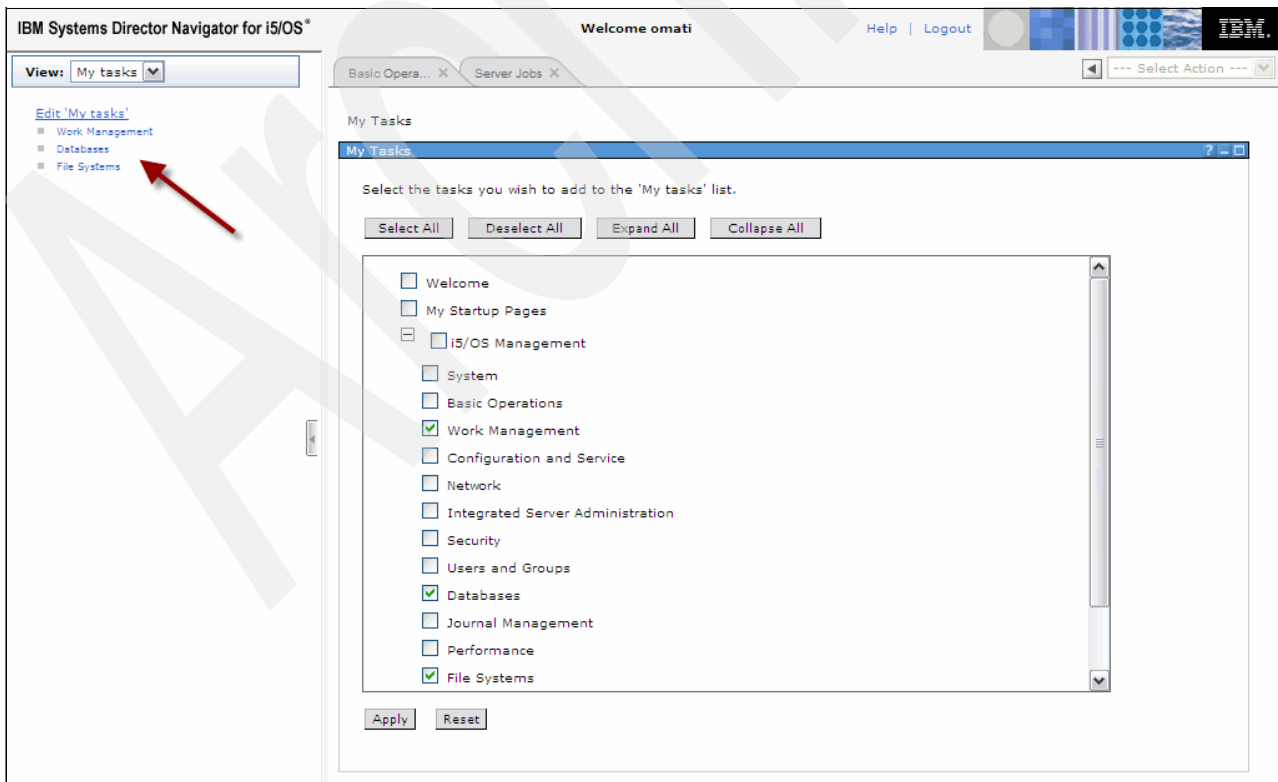 IBM Systems Director Navigator for i5/OS®
Welcome omati
Help | Logout
IBM.
View: My tasks
Basic Opera... X
Server Jobs X
--- Select Action ---
Edit 'My tasks'
Work Management
Databases
File Systems
My Tasks
My Tasks
? – □
Select the tasks you wish to add to the 'My tasks' list.
Select All Deselect All Expand All Collapse All
Welcome
My Startup Pages
i5/OS Management
System
Basic Operations
Work Management
Configuration and Service
Network
Integrated Server Administration
Security
Users and Groups
Databases
Journal Management
Performance
File Systems
Apply Reset